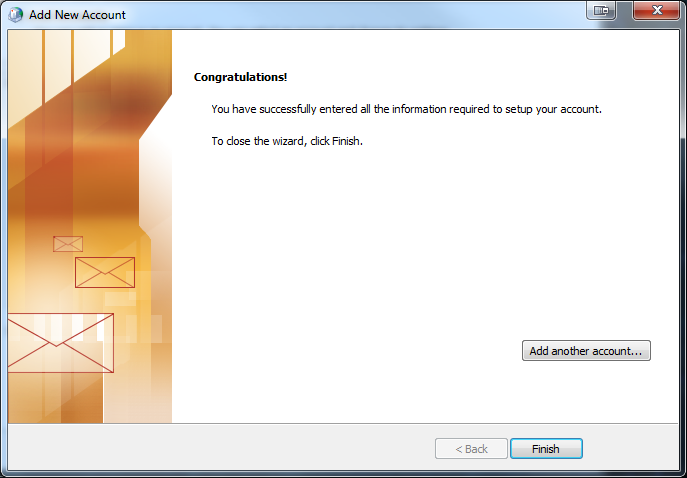 Add New Account
Congratulations!
You have successfully entered all the information required to setup your account.
To close the wizard, click Finish.
Add another account...
< Back
Finish